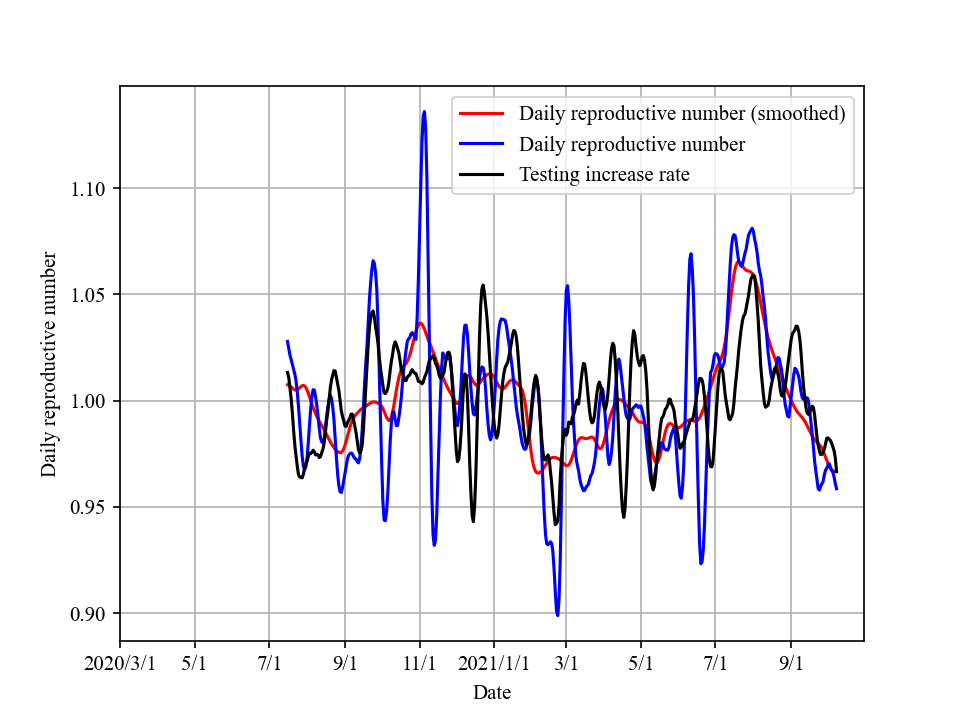 Daily reproductive number (smoothed)
Daily reproductive number
Testing increase rate
Daily reproductive number
1.10
1.05
1.00
0.95
0.90
2020/3/1 5/1 7/1 9/1 11/1 2021/1/1 3/1 5/1 7/1 9/1
Date